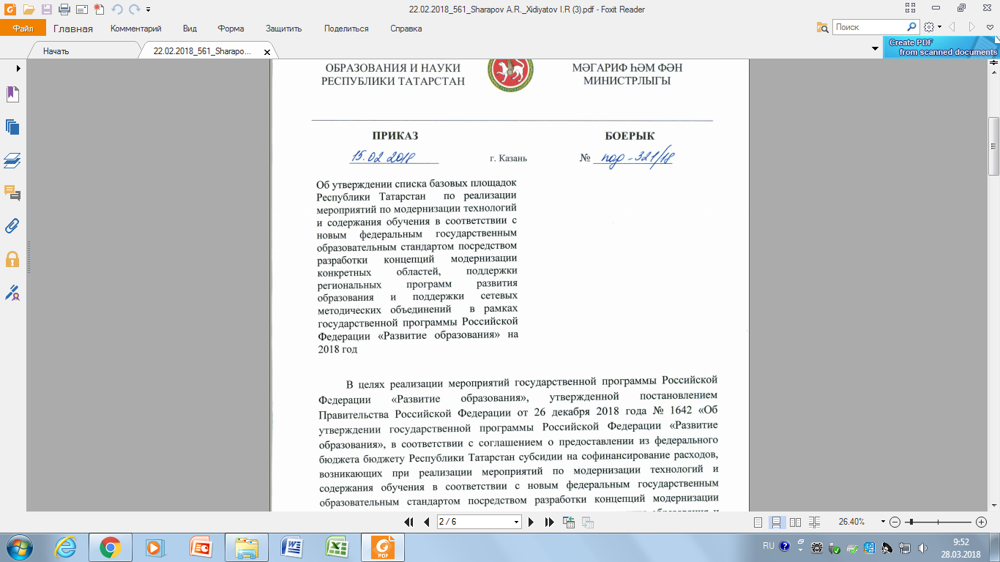 22.02.2018_561_Sharapov A.R._Xidiyatov I.R (3).pdf - Foxit Reader
Файл Главная Комментарий Вид Форма Защитить Поделиться Справка Поиск
Начать 22.02.2018_561_Sharapo...
Create PDF
from scanned documents
ОБРАЗОВАНИЯ И НАУКИ
РЕСПУБЛИКИ ТАТАРСТАН
МӘГАРИФ ҺӘМ ФӘН
МИНИСТРЛЫГЫ
ПРИКАЗ БОЕРЫК
15.02 2018 г. Казань № под-321/18
Об утверждении списка базовых площадок
Республики Татарстан по реализации
мероприятий по модернизации технологий
и содержания обучения в соответствии с
новым федеральным государственным
образовательным стандартом посредством
разработки концепций модернизации
конкретных областей, поддержки
региональных программ развития
образования и поддержки сетевых
методических объединений в рамках
государственной программы Российской
Федерации «Развитие образования» на
2018 год
В целях реализации мероприятий государственной программы Российской
Федерации «Развитие образования», утвержденной постановлением
Правительства Российской Федерации от 26 декабря 2018 года № 1642 «Об
утверждении государственной программы Российской Федерации «Развитие
образования», в соответствии с соглашением о предоставлении из федерального
бюджета бюджету Республики Татарстан субсидии на софинансирование расходов,
возникающих при реализации мероприятий по модернизации технологий и
содержания обучения в соответствии с новым федеральным государственным
образовательным стандартом посредством разработки концепций модернизации
2 / 6 26.40%
RU 9:52
28.03.2018